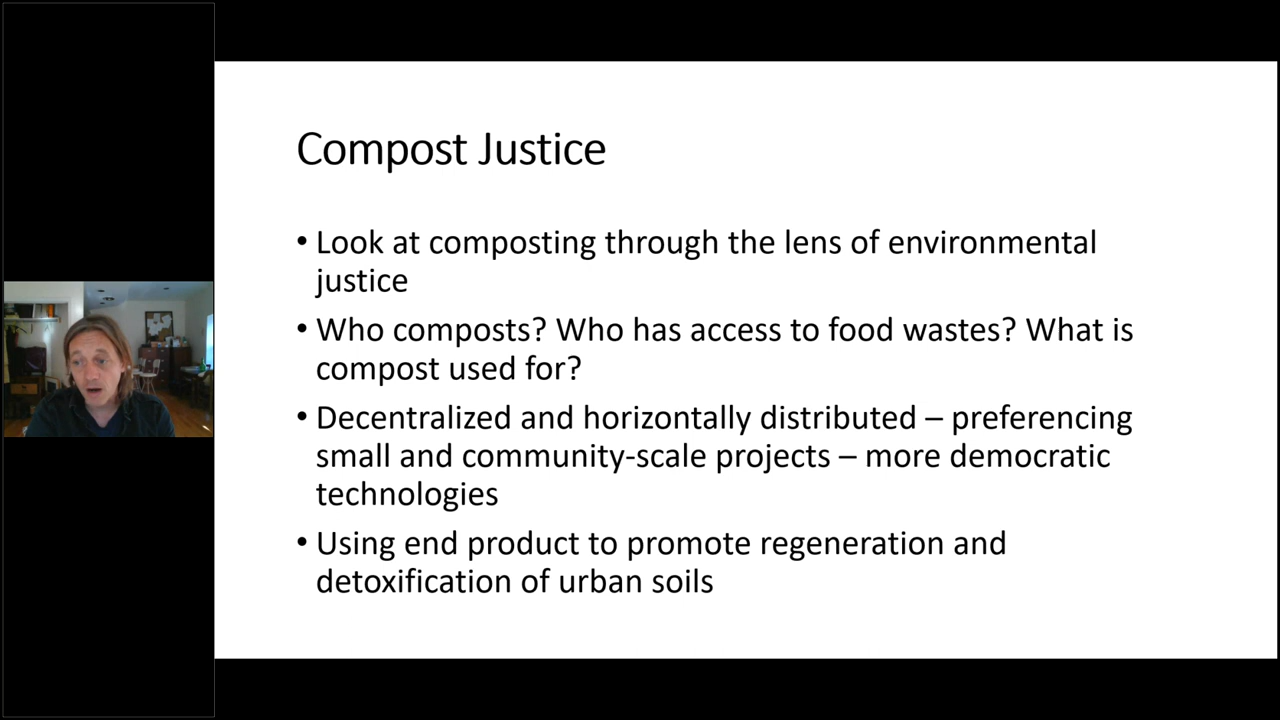 Compost Justice
• Look at composting through the lens of environmental
justice
• Who composts? Who has access to food wastes? What is
compost used for?
• Decentralized and horizontally distributed – preferencing
small and community-scale projects – more democratic
technologies
• Using end product to promote regeneration and
detoxification of urban soils